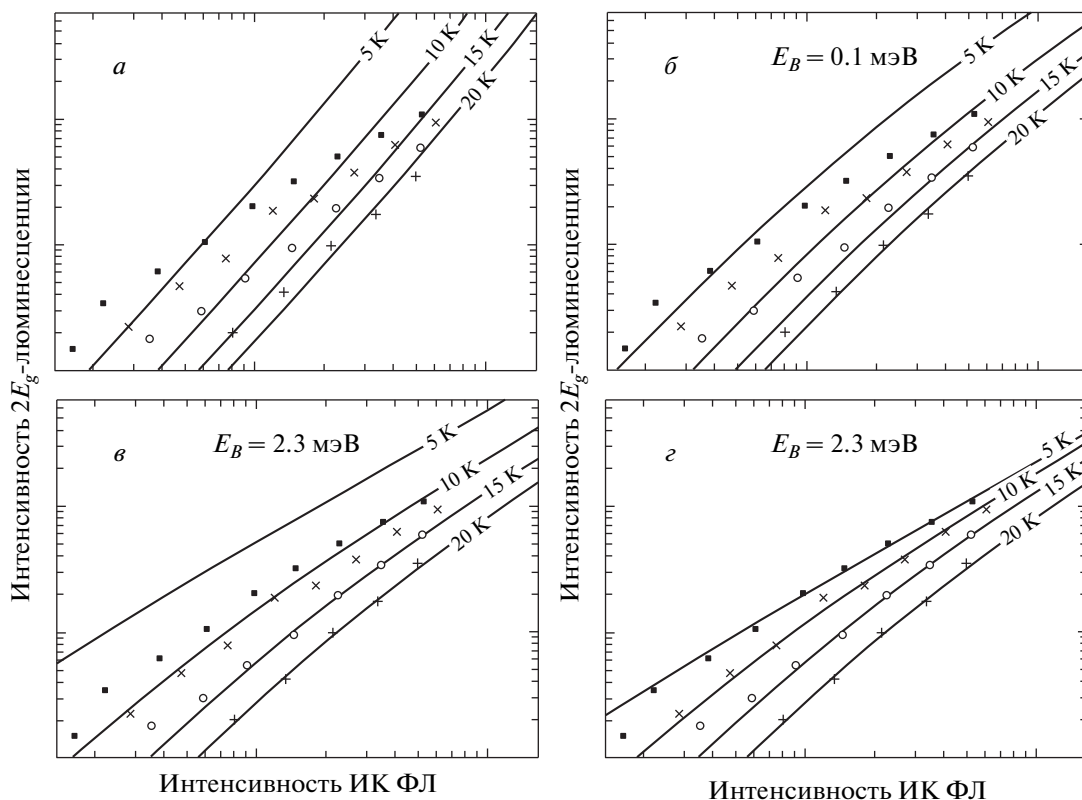 а
5 K
10 K
15 K
20 K
б
E_B = 0.1 мэВ
5 K
10 K
15 K
20 K
Интенсивность 2E_g-люминесценции
Интенсивность 2E_g-люминесценции
в
E_B = 2.3 мэВ
5 K
10 K
15 K
20 K
г
E_B = 2.3 мэВ
5 K
10 K
15 K
20 K
Интенсивность ИК ФЛ
Интенсивность ИК ФЛ